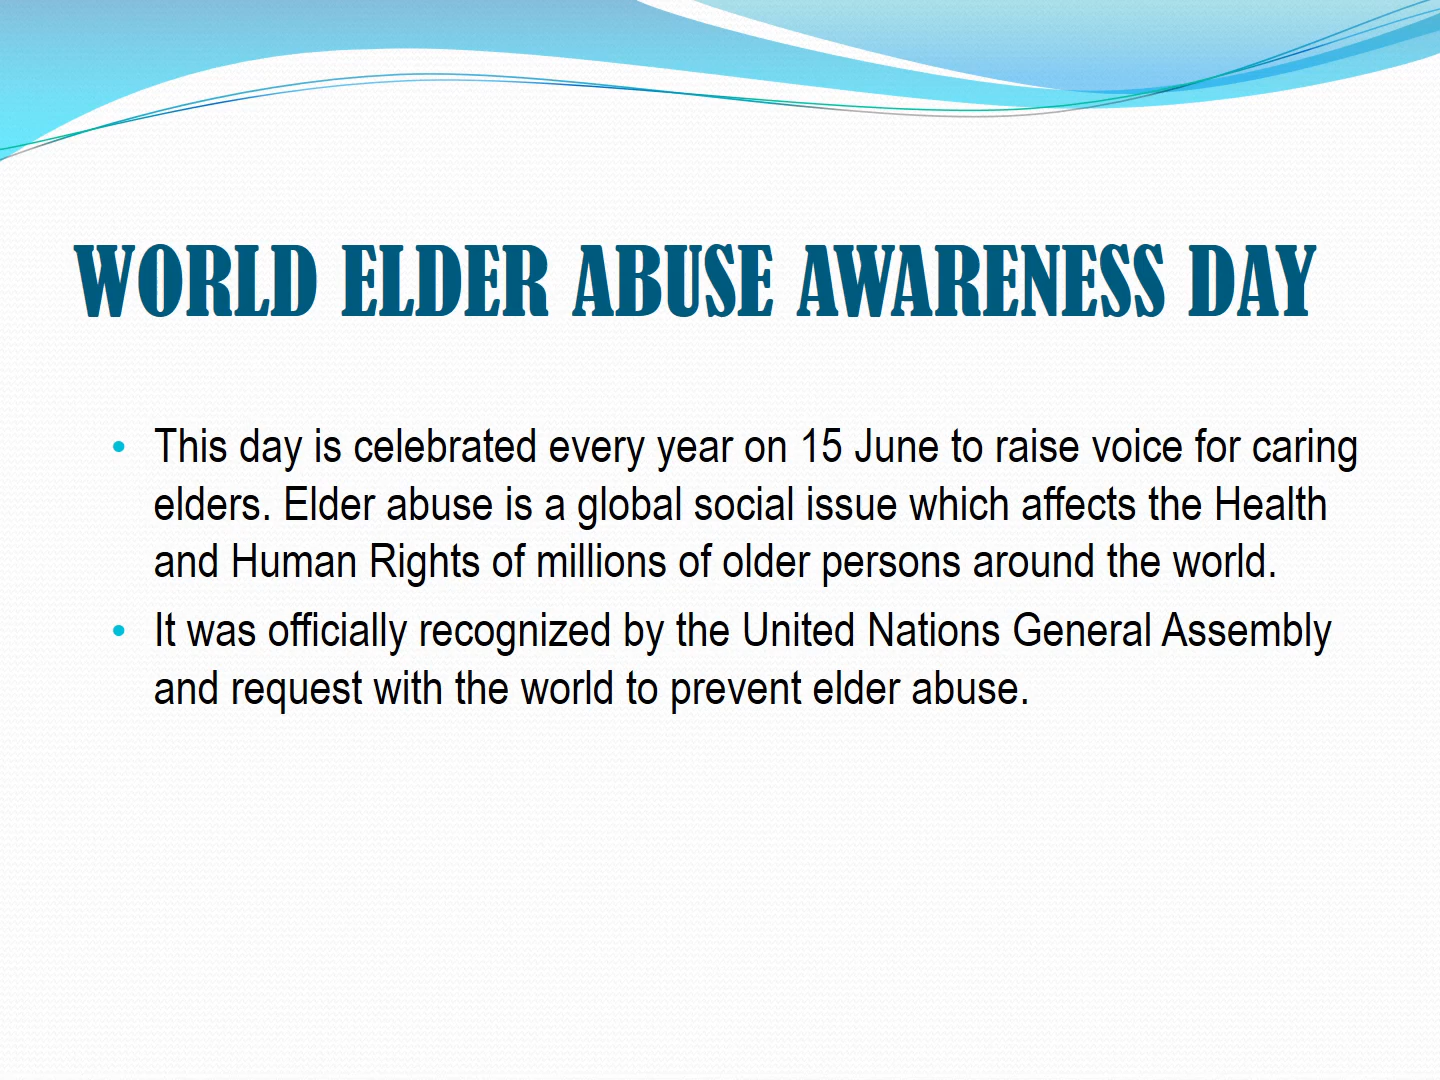 WORLD ELDER ABUSE AWARENESS DAY
• This day is celebrated every year on 15 June to raise voice for caring
elders. Elder abuse is a global social issue which affects the Health
and Human Rights of millions of older persons around the world.
• It was officially recognized by the United Nations General Assembly
and request with the world to prevent elder abuse.